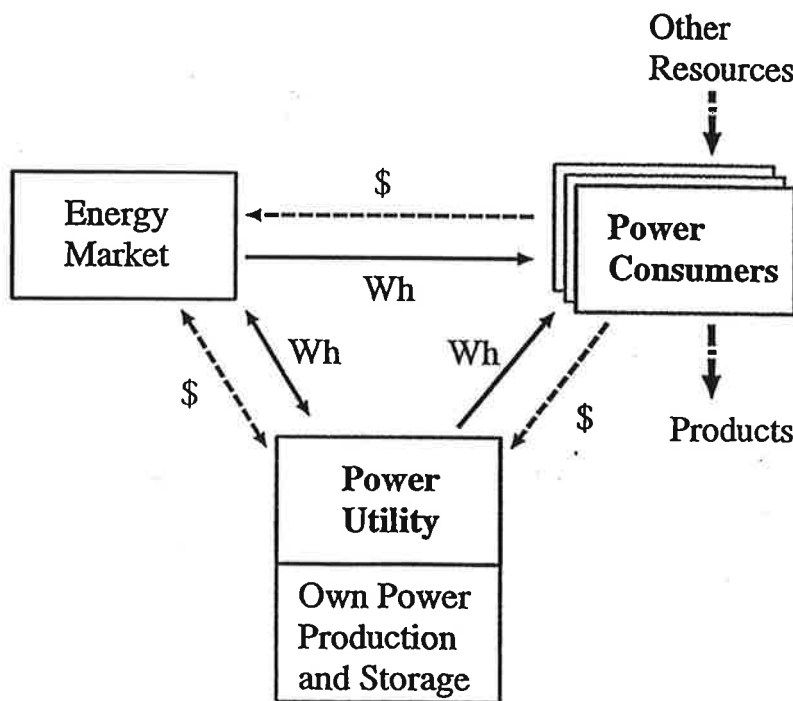 Other
Resources
$
Energy
Market
Power
Consumers
Wh
Wh
Wh
$
$
Products
Power
Utility
Own Power
Production
and Storage